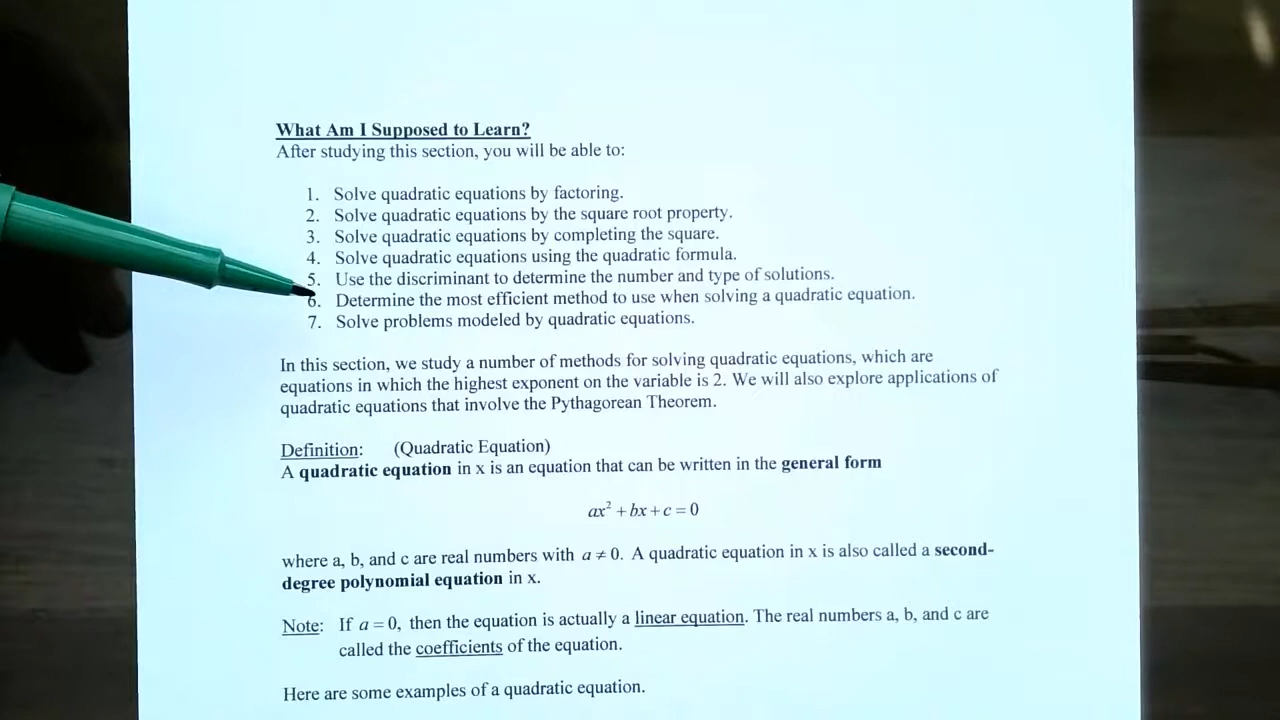 What Am I Supposed to Learn?
After studying this section, you will be able to:
1. Solve quadratic equations by factoring.
2. Solve quadratic equations by the square root property.
3. Solve quadratic equations by completing the square.
4. Solve quadratic equations using the quadratic formula.
5. Use the discriminant to determine the number and type of solutions.
6. Determine the most efficient method to use when solving a quadratic equation.
7. Solve problems modeled by quadratic equations.
In this section, we study a number of methods for solving quadratic equations, which are
equations in which the highest exponent on the variable is 2. We will also explore applications of
quadratic equations that involve the Pythagorean Theorem.
Definition: (Quadratic Equation)
A quadratic equation in x is an equation that can be written in the general form
ax² + bx + c = 0
where a, b, and c are real numbers with a ≠ 0. A quadratic equation in x is also called a second-
degree polynomial equation in x.
Note: If a = 0, then the equation is actually a linear equation. The real numbers a, b, and c are
called the coefficients of the equation.
Here are some examples of a quadratic equation.